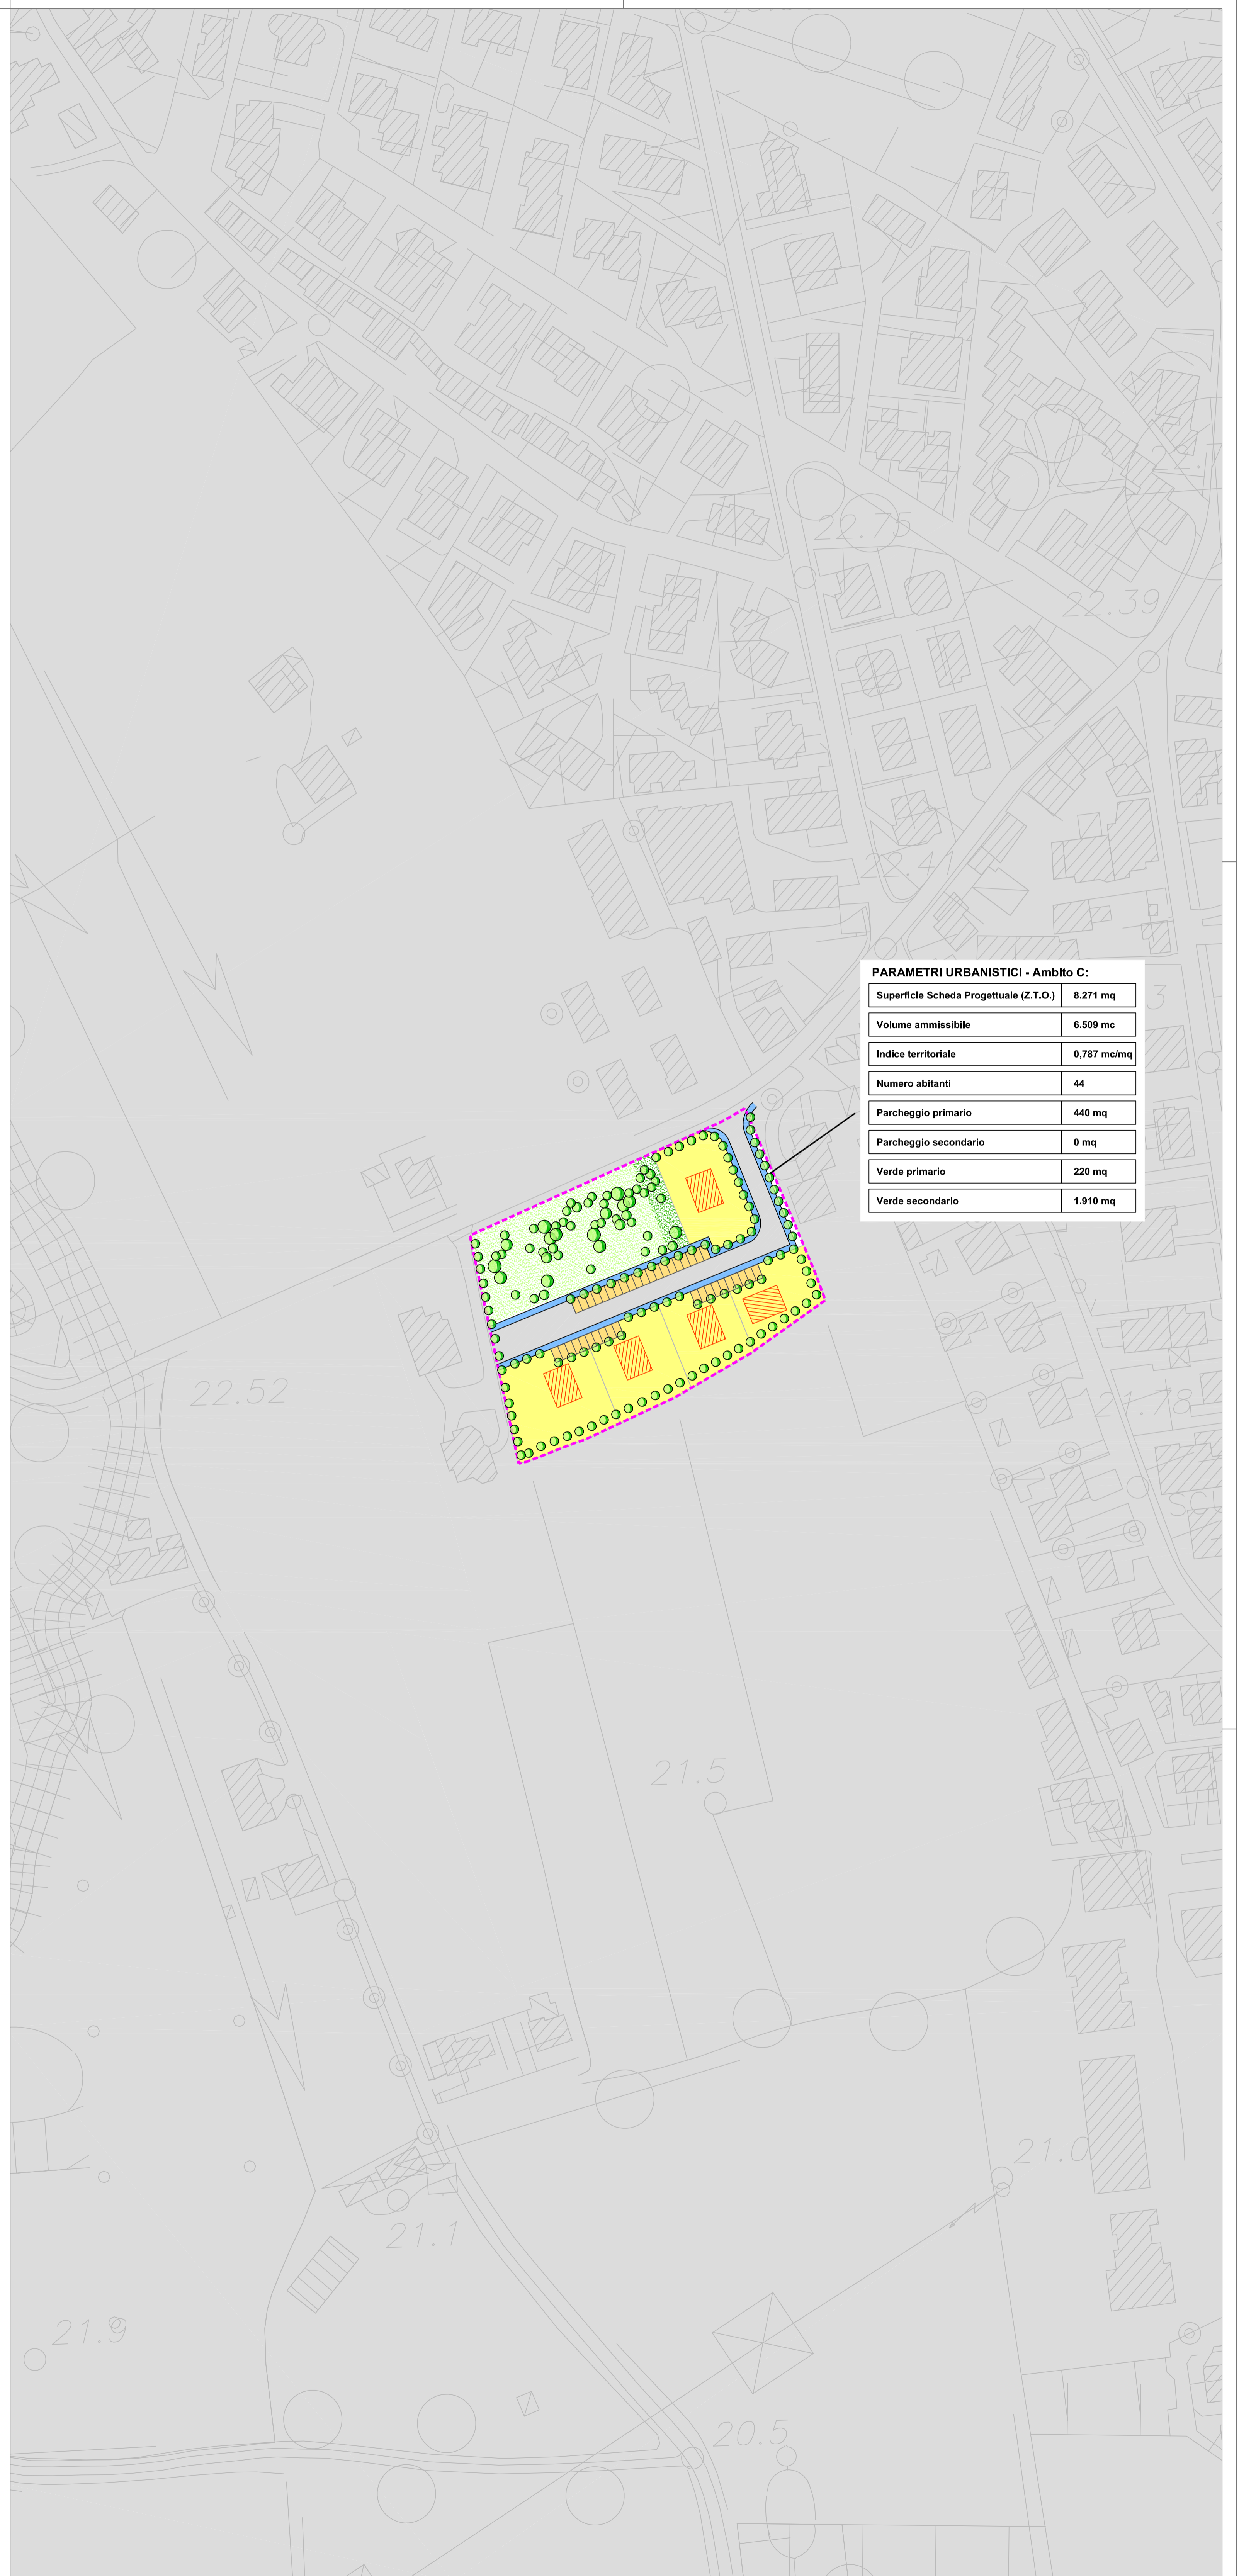 22.75
22.39
22.4
PARAMETRI URBANISTICI - Ambito C:
Superficie Scheda Progettuale (Z.T.O.) 8.271 mq
Volume ammissibile 6.509 mc
Indice territoriale 0,787 mc/mq
Numero abitanti 44
Parcheggio primario 440 mq
Parcheggio secondario 0 mq
Verde primario 220 mq
Verde secondario 1.910 mq
22.52
21.5
21.0
21.1
21.9
20.5